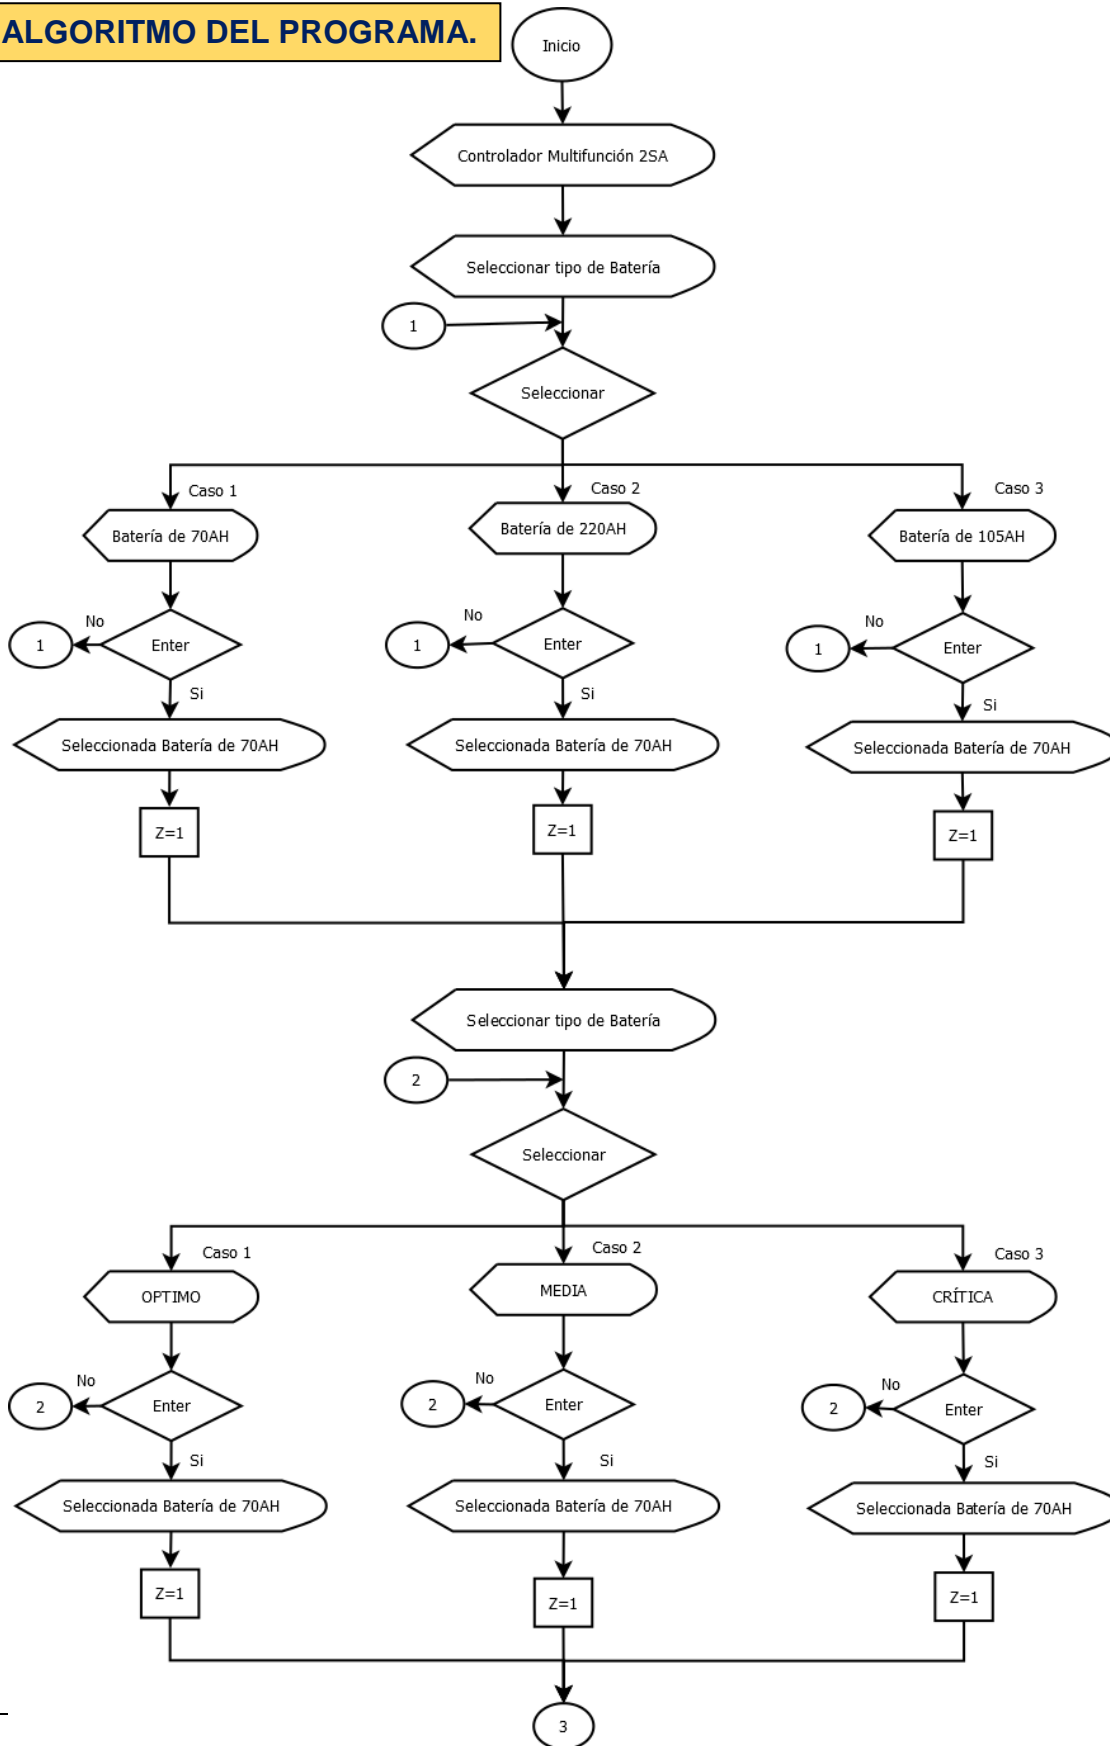 ALGORITMO DEL PROGRAMA.
Inicio
Controlador Multifunción 2SA
Seleccionar tipo de Batería
1
Seleccionar
Caso 1
Caso 2
Caso 3
Batería de 70AH
Batería de 220AH
Batería de 105AH
No
No
No
1
Enter
1
Enter
1
Enter
Si
Si
Si
Seleccionada Batería de 70AH
Seleccionada Batería de 70AH
Seleccionada Batería de 70AH
Z=1
Z=1
Z=1
Seleccionar tipo de Batería
2
Seleccionar
Caso 1
Caso 2
Caso 3
OPTIMO
MEDIA
CRÍTICA
No
No
No
2
Enter
2
Enter
2
Enter
Si
Si
Si
Seleccionada Batería de 70AH
Seleccionada Batería de 70AH
Seleccionada Batería de 70AH
Z=1
Z=1
Z=1
3